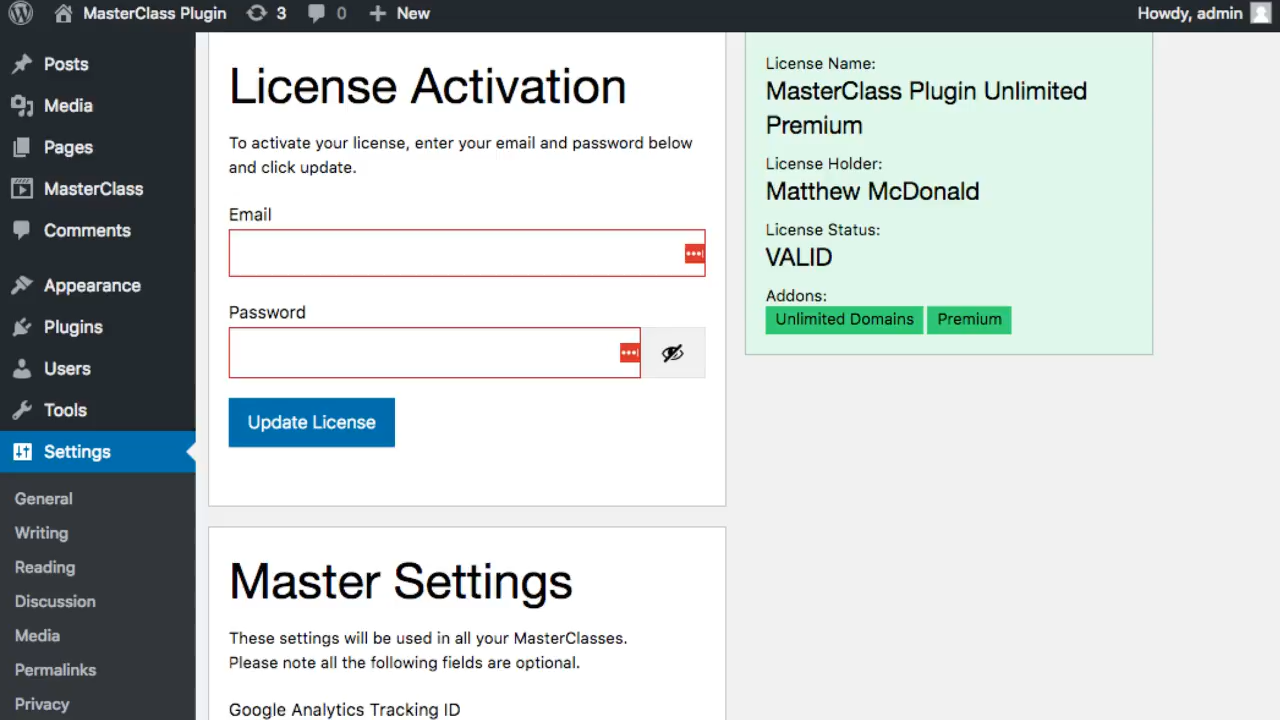 MasterClass Plugin 3 0 New Howdy, admin
Posts
Media
Pages
MasterClass
Comments
Appearance
Plugins
Users
Tools
Settings
General
Writing
Reading
Discussion
Media
Permalinks
Privacy
License Activation
To activate your license, enter your email and password below
and click update.
Email
Password
Update License
Master Settings
These settings will be used in all your MasterClasses.
Please note all the following fields are optional.
Google Analytics Tracking ID
License Name:
MasterClass Plugin Unlimited
Premium
License Holder:
Matthew McDonald
License Status:
VALID
Addons:
Unlimited Domains Premium